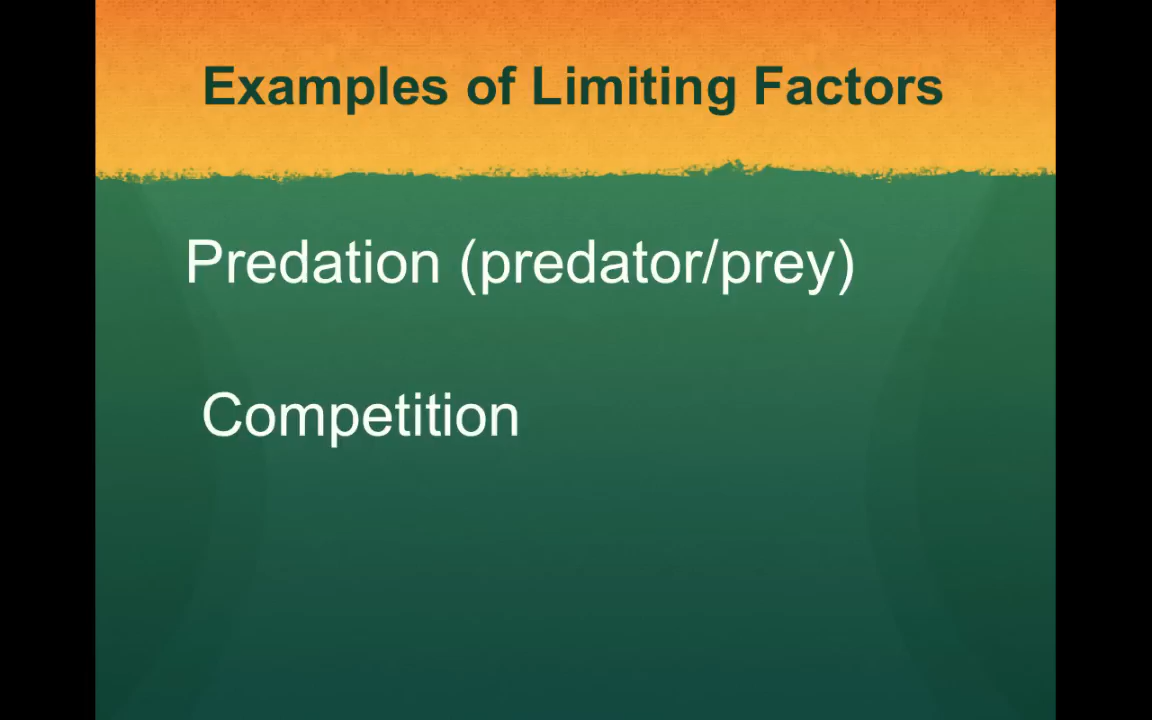 Examples of Limiting Factors
Predation (predator/prey)
Competition